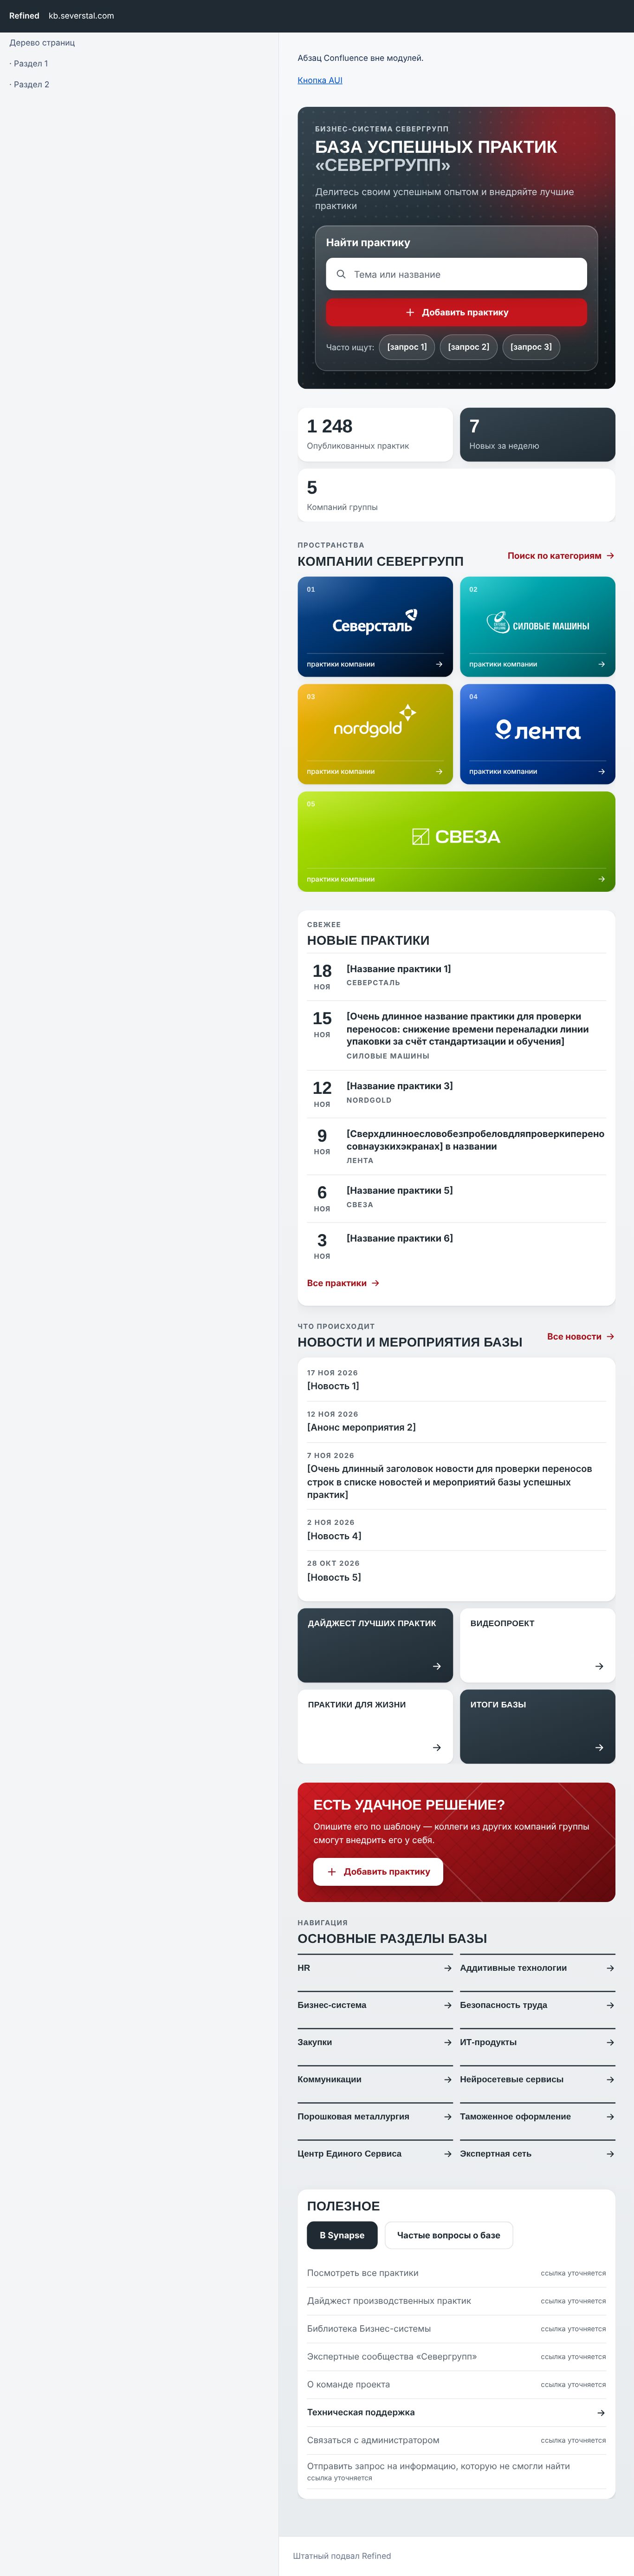 Refined kb.severstal.com
Дерево страниц
· Раздел 1
· Раздел 2
Абзац Confluence вне модулей.
Кнопка AUI
БИЗНЕС-СИСТЕМА СЕВЕРГРУПП
БАЗА УСПЕШНЫХ ПРАКТИК
«СЕВЕРГРУПП»
Делитесь своим успешным опытом и внедряйте лучшие
практики
Найти практику
Тема или название
+ Добавить практику
Часто ищут: [запрос 1] [запрос 2] [запрос 3]
1 248
Опубликованных практик
7
Новых за неделю
5
Компаний группы
ПРОСТРАНСТВА
КОМПАНИИ СЕВЕРГРУПП
Поиск по категориям →
01
Северсталь
практики компании →
02
СИЛОВЫЕ МАШИНЫ
практики компании →
03
nordgold
практики компании →
04
лента
практики компании →
05
СВЕЗА
практики компании →
СВЕЖЕЕ
НОВЫЕ ПРАКТИКИ
18 НОЯ
[Название практики 1]
СЕВЕРСТАЛЬ
15 НОЯ
[Очень длинное название практики для проверки
переносов: снижение времени переналадки линии
упаковки за счёт стандартизации и обучения]
СИЛОВЫЕ МАШИНЫ
12 НОЯ
[Название практики 3]
NORDGOLD
9 НОЯ
[Сверхдлинноесловобезпробеловдляпроверкиперено
совнаузкихэкранах] в названии
ЛЕНТА
6 НОЯ
[Название практики 5]
СВЕЗА
3 НОЯ
[Название практики 6]
Все практики →
ЧТО ПРОИСХОДИТ
НОВОСТИ И МЕРОПРИЯТИЯ БАЗЫ
Все новости →
17 НОЯ 2026
[Новость 1]
12 НОЯ 2026
[Анонс мероприятия 2]
7 НОЯ 2026
[Очень длинный заголовок новости для проверки переносов
строк в списке новостей и мероприятий базы успешных
практик]
2 НОЯ 2026
[Новость 4]
28 ОКТ 2026
[Новость 5]
ДАЙДЖЕСТ ЛУЧШИХ ПРАКТИК →
ВИДЕОПРОЕКТ →
ПРАКТИКИ ДЛЯ ЖИЗНИ →
ИТОГИ БАЗЫ →
ЕСТЬ УДАЧНОЕ РЕШЕНИЕ?
Опишите его по шаблону — коллеги из других компаний группы
смогут внедрить его у себя.
+ Добавить практику
НАВИГАЦИЯ
ОСНОВНЫЕ РАЗДЕЛЫ БАЗЫ
HR →
Аддитивные технологии →
Бизнес-система →
Безопасность труда →
Закупки →
ИТ-продукты →
Коммуникации →
Нейросетевые сервисы →
Порошковая металлургия →
Таможенное оформление →
Центр Единого Сервиса →
Экспертная сеть →
ПОЛЕЗНОЕ
В Synapse
Частые вопросы о базе
Посмотреть все практики ссылка уточняется
Дайджест производственных практик ссылка уточняется
Библиотека Бизнес-системы ссылка уточняется
Экспертные сообщества «Севергрупп» ссылка уточняется
О команде проекта ссылка уточняется
Техническая поддержка →
Связаться с администратором ссылка уточняется
Отправить запрос на информацию, которую не смогли найти
ссылка уточняется
Штатный подвал Refined